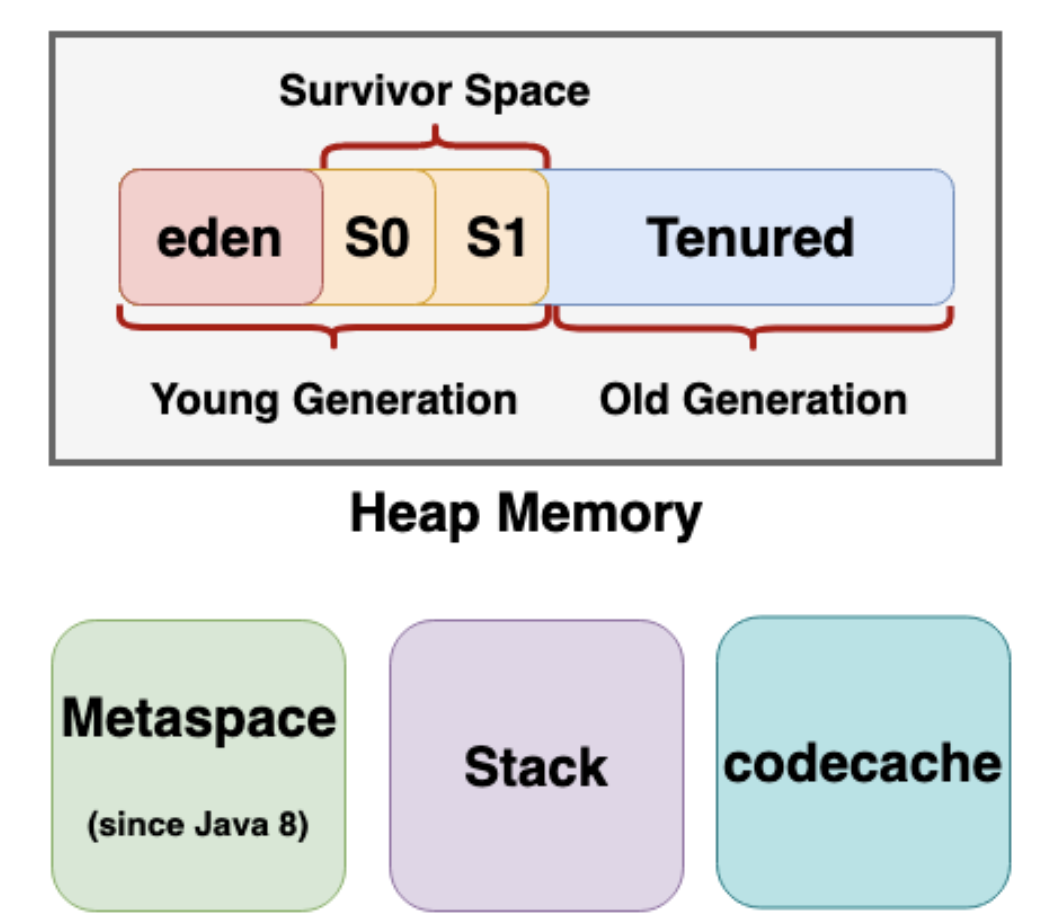 Survivor Space
eden S0 S1 Tenured
Young Generation Old Generation
Heap Memory
Metaspace
(since Java 8)
Stack
codecache